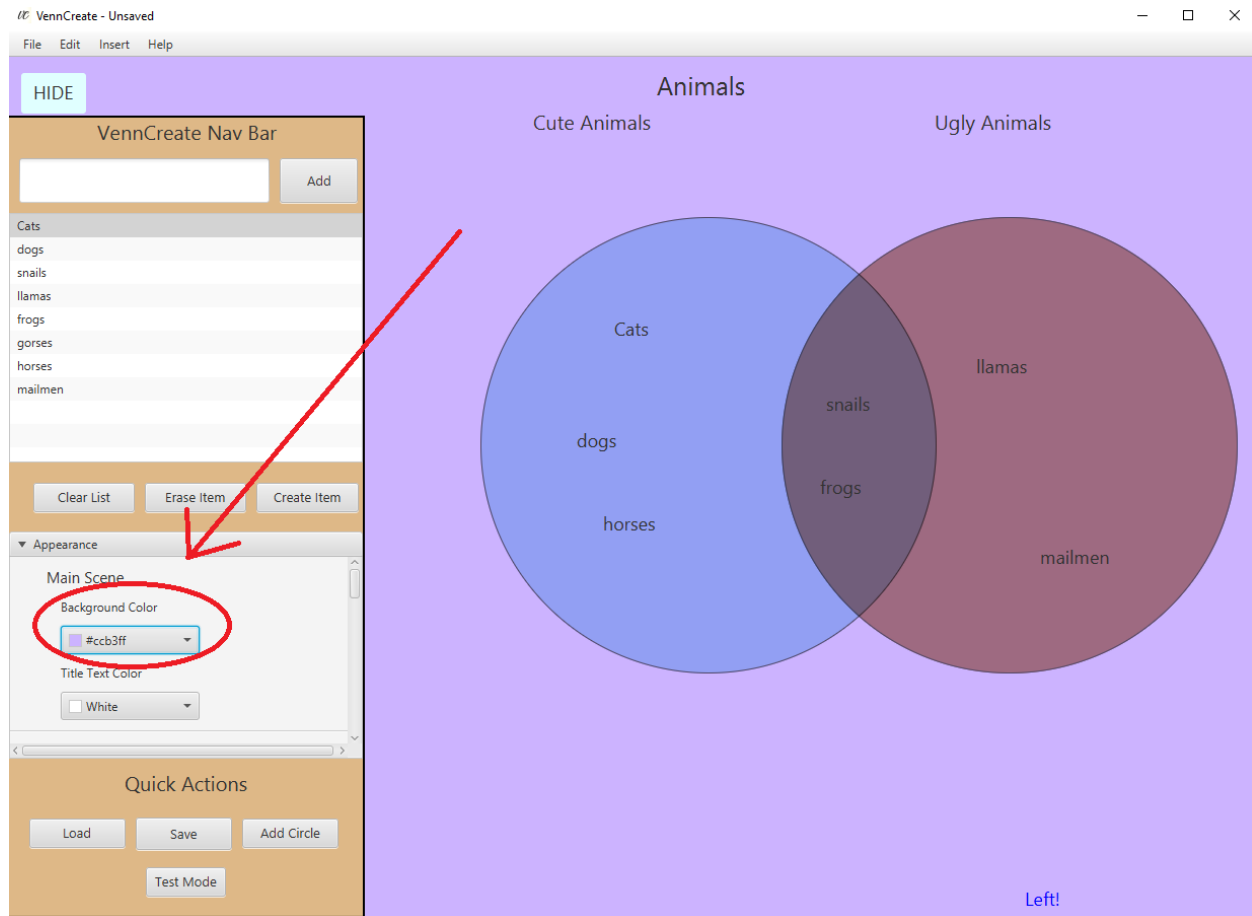 VC VennCreate - Unsaved
File Edit Insert Help
HIDE
Animals
VennCreate Nav Bar
Cute Animals
Ugly Animals
Add
Cats
dogs
snails
llamas
frogs
gorses
horses
mailmen
Cats
llamas
snails
dogs
frogs
horses
mailmen
Clear List Erase Item Create Item
Appearance
Main Scene
Background Color
#ccb3ff
Title Text Color
White
Quick Actions
Load Save Add Circle
Test Mode
Left!